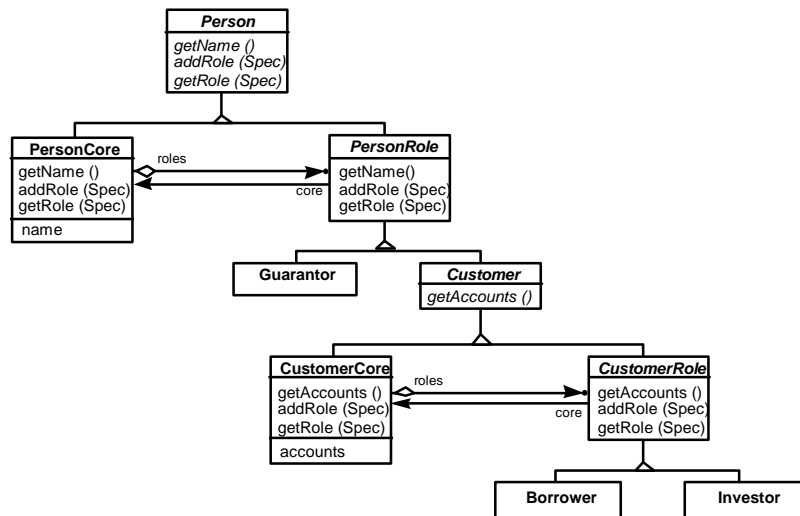 Person
getName ()
addRole (Spec)
getRole (Spec)
PersonCore
getName ()
addRole (Spec)
getRole (Spec)
name
roles
core
PersonRole
getName()
addRole (Spec)
getRole (Spec)
Guarantor
Customer
getAccounts ()
CustomerCore
getAccounts ()
addRole (Spec)
getRole (Spec)
accounts
roles
core
CustomerRole
getAccounts ()
addRole (Spec)
getRole (Spec)
Borrower
Investor